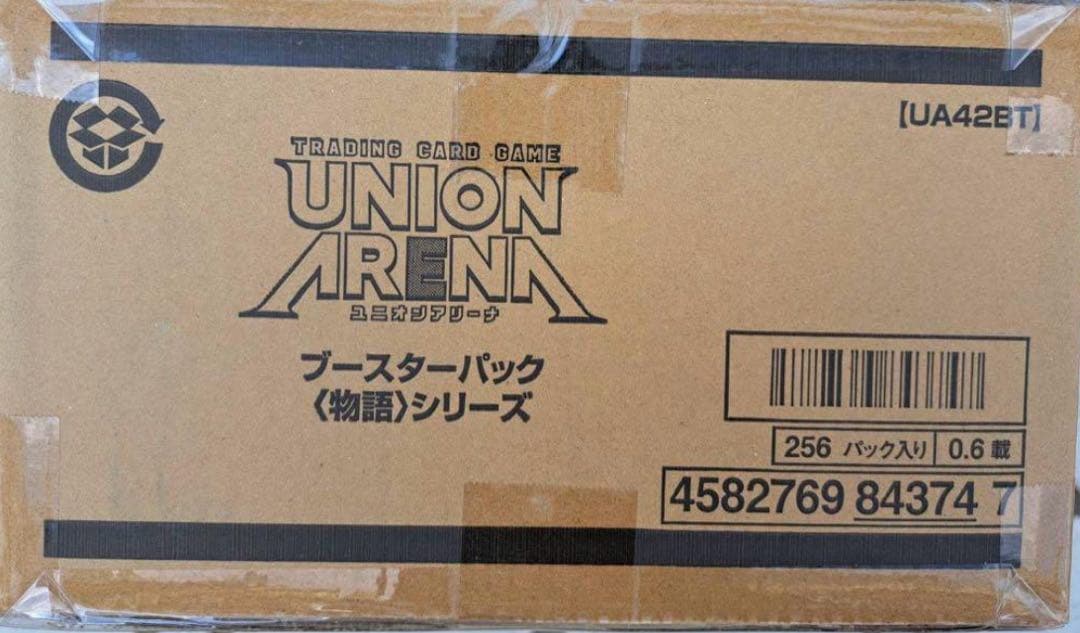 【UA42BT】
TRADING CARD GAME
UNION
ARENA
ユニオンアリーナ
ブースターパック
〈物語〉シリーズ
256 パック入り 0.6 載
4582769 84374 7